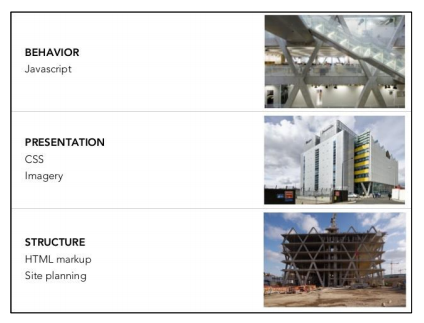 BEHAVIOR
Javascript
PRESENTATION
CSS
Imagery
STRUCTURE
HTML markup
Site planning